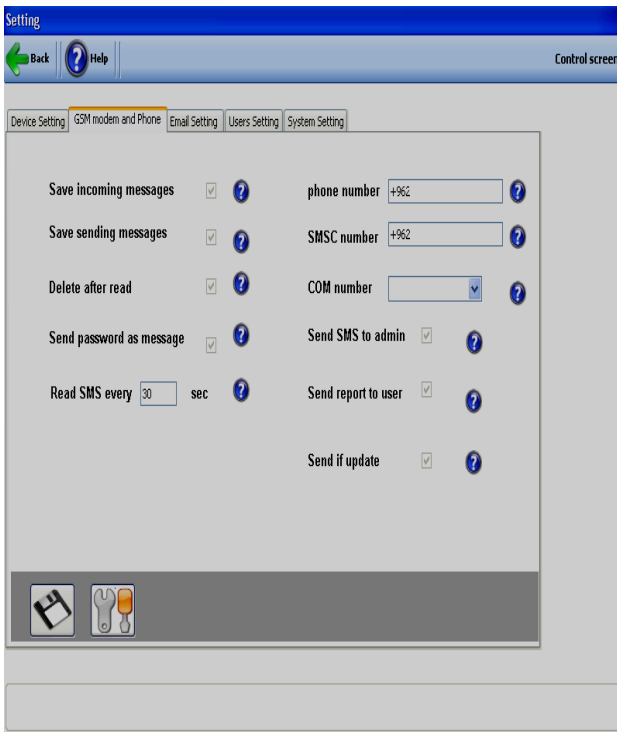 Setting
Back Help Control screen
Device Setting GSM modem and Phone Email Setting Users Setting System Setting
Save incoming messages
Save sending messages
Delete after read
Send password as message
Read SMS every 30 sec
phone number +962
SMSC number +962
COM number
Send SMS to admin
Send report to user
Send if update